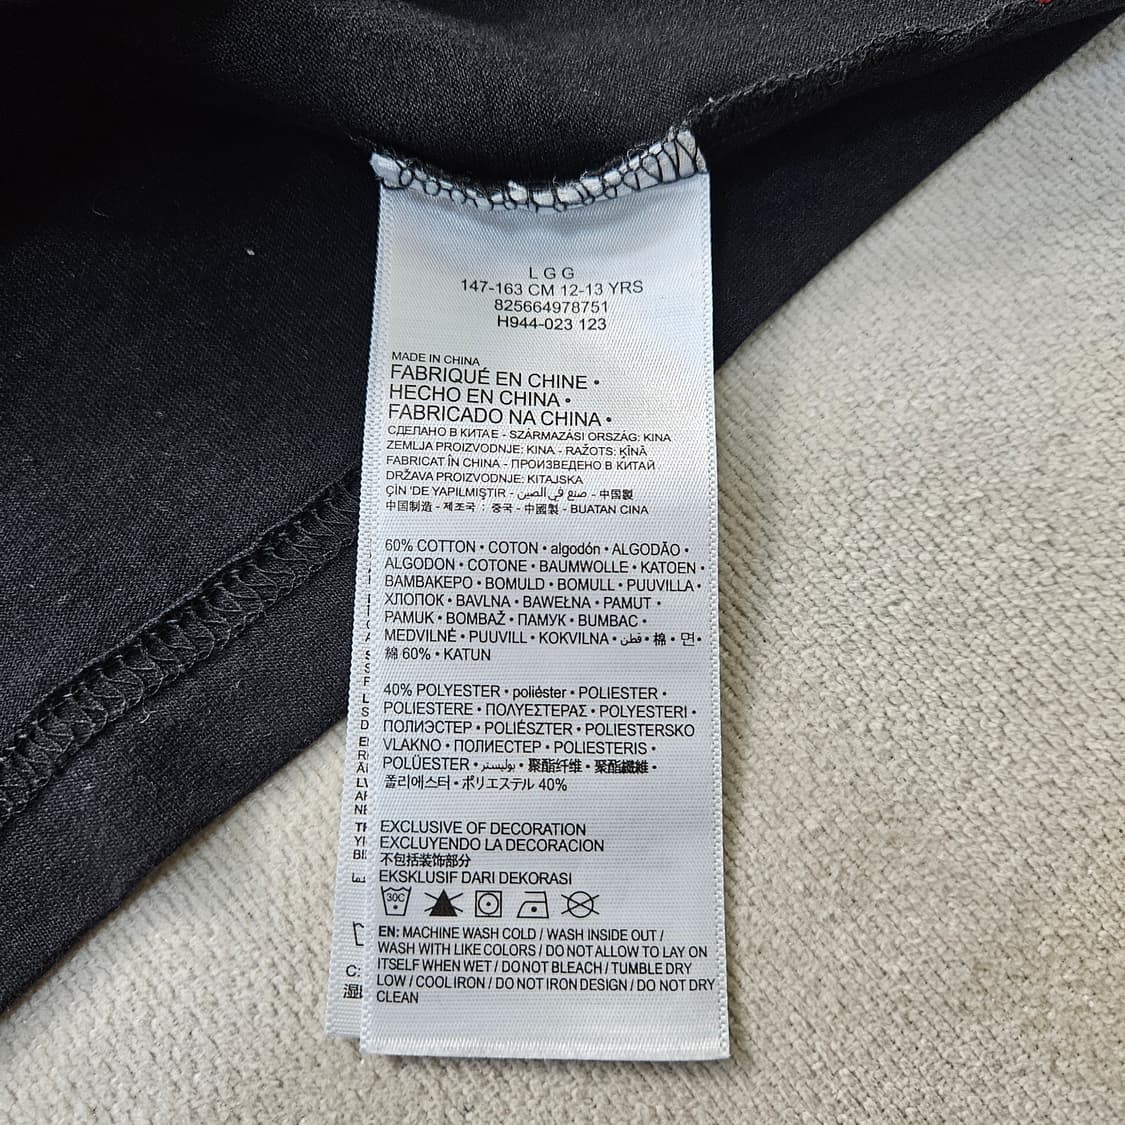 L G G
147-163 CM 12-13 YRS
825664978751
H944-023 123
MADE IN CHINA
FABRIQUÉ EN CHINE •
HECHO EN CHINA •
FABRICADO NA CHINA •
СДЕЛАНО В КИТАЕ - SZÁRMAZÁSI ORSZÁG: KINA
ZEMLJA PROIZVODNJE: KINA - RAŽOTS: ĶĪNĀ
FABRICAT ÎN CHINA - ПРОИЗВЕДЕНО В КИТАЙ
DRŽAVA PROIZVODNJE: KITAJSKA
ÇİN 'DE YAPILMIŞTIR - صنع في الصين - 中国製
中国制造 - 제조국 : 중국 - 中國製 - BUATAN CINA
60% COTTON • COTON • algodón • ALGODÃO •
ALGODON • COTONE • BAUMWOLLE • KATOEN •
ΒΑΜΒΑΚΕΡΟ • BOMULD • BOMULL • PUUVILLA •
ХЛОПОК • BAVLNA • BAWEŁNA • PAMUT •
PAMUK • BOMBAŽ • ПАМУК • BUMBAC •
MEDVILNĖ • PUUVILL • KOKVILNA • قطن • 棉 • 면 •
綿 60% • KATUN
40% POLYESTER • poliéster • POLIESTER •
POLIESTERE • ΠΟΛΥΕΣΤΕΡΑΣ • POLYESTERI •
ПОЛИЭСТЕР • POLIÉSZTER • POLIESTERSKO
VLAKNO • ПОЛИЕСТЕР • POLIESTERIS •
POLÜESTER • بوليستر • 聚酯纤维 • 聚酯纖維 •
폴리에스터 • ポリエステル 40%
EXCLUSIVE OF DECORATION
EXCLUYENDO LA DECORACION
不包括装饰部分
EKSKLUSIF DARI DEKORASI
30C
EN: MACHINE WASH COLD / WASH INSIDE OUT /
WASH WITH LIKE COLORS / DO NOT ALLOW TO LAY ON
ITSELF WHEN WET / DO NOT BLEACH / TUMBLE DRY
LOW / COOL IRON / DO NOT IRON DESIGN / DO NOT DRY
CLEAN